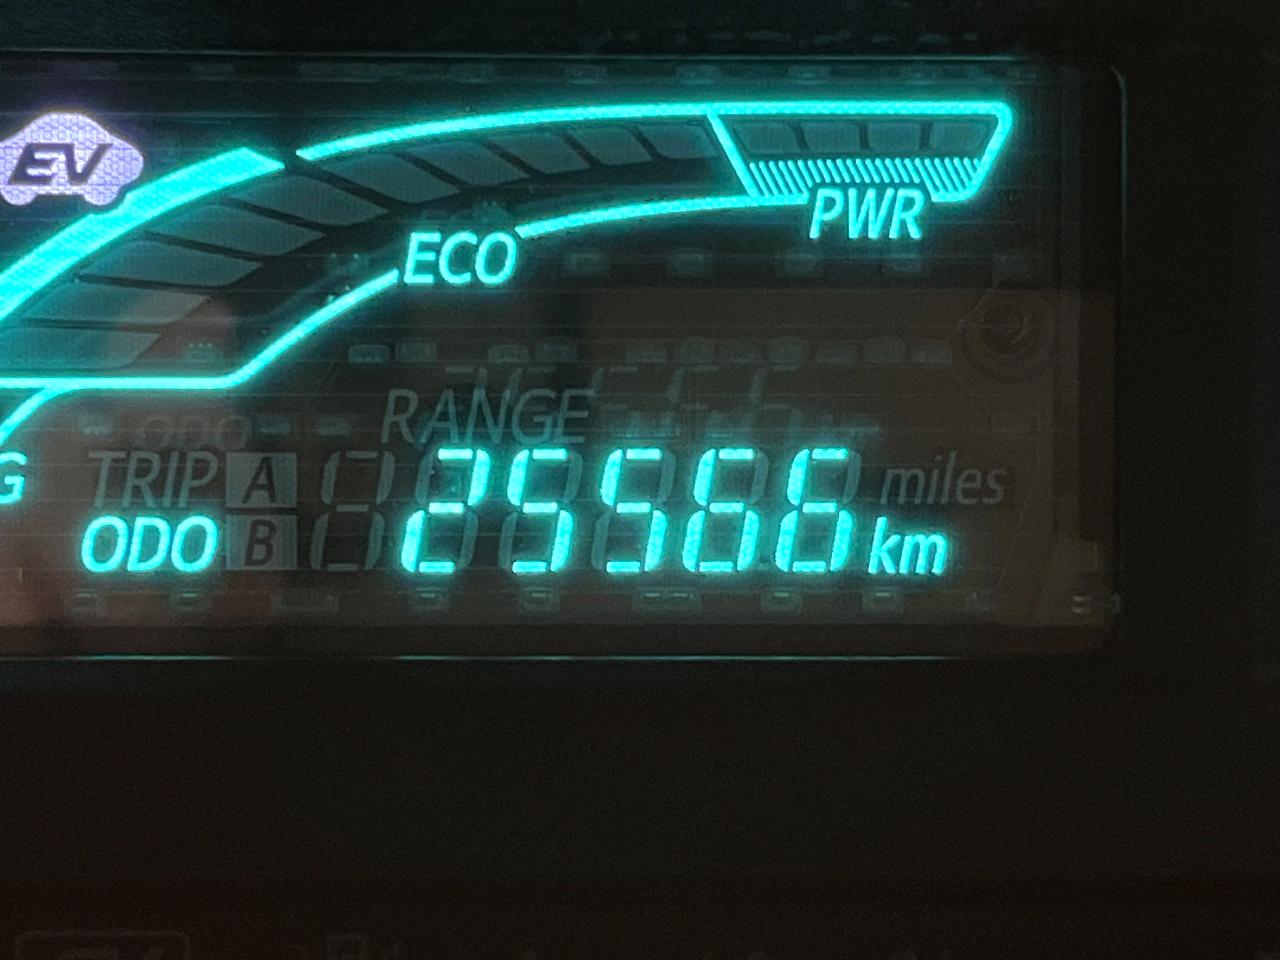 EV
PWR
ECO
RANGE
TRIP A miles
G
ODO B 25566 km